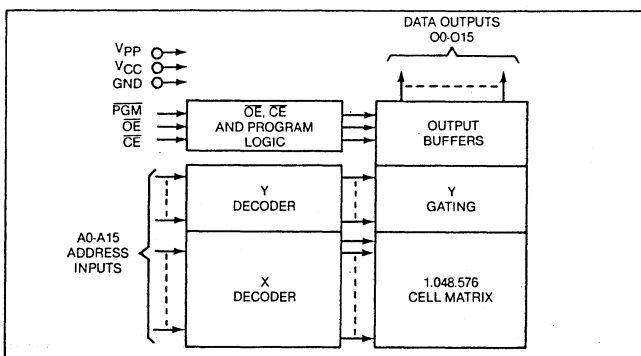 DATA OUTPUTS
O0-O15
VPP
VCC
GND
PGM
OE
CE
OE, CE
AND PROGRAM
LOGIC
OUTPUT
BUFFERS
Y
DECODER
Y
GATING
A0-A15
ADDRESS
INPUTS
X
DECODER
1.048.576
CELL MATRIX